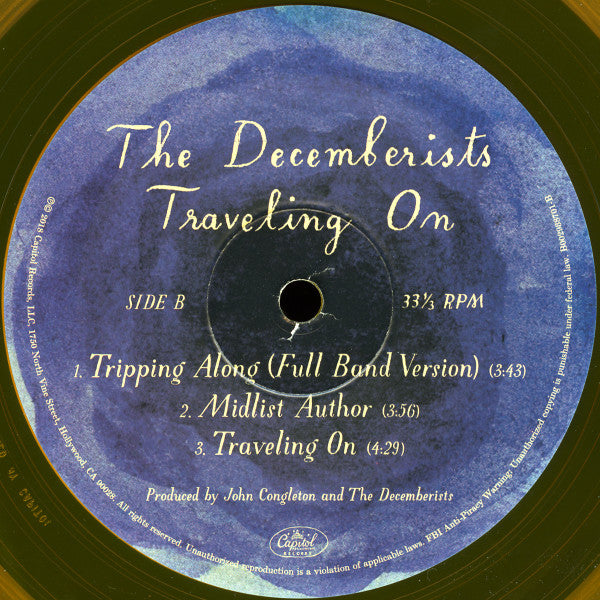 The Decemberists
Traveling On
SIDE B
33⅓ RPM
1. Tripping Along (Full Band Version) (3:43)
2. Midlist Author (3:56)
3. Traveling On (4:29)
Produced by John Congleton and The Decemberists
Capitol
RECORDS
℗© 2018 Capitol Records, LLC. 1750 North Vine Street, Hollywood, CA 90028. All rights reserved. Unauthorized reproduction is a violation of applicable laws. FBI Anti-Piracy Warning: Unauthorized copying is punishable under federal law.